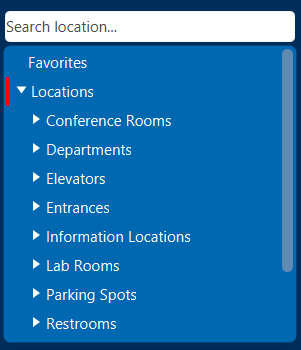 Search location...
Favorites
Locations
Conference Rooms
Departments
Elevators
Entrances
Information Locations
Lab Rooms
Parking Spots
Restrooms